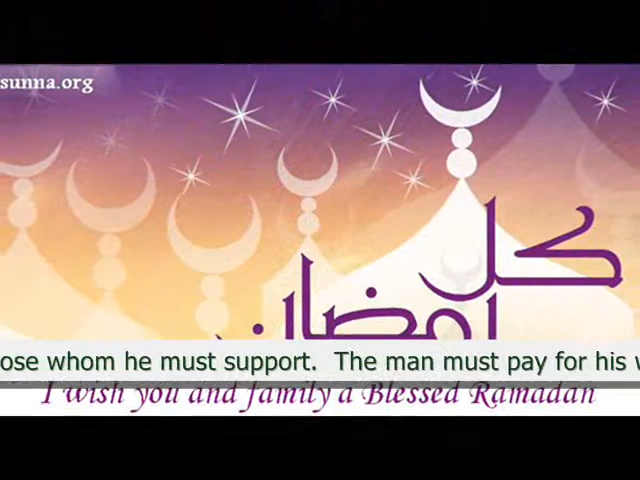 sunna.org
كل
رمضان
ose whom he must support. The man must pay for his w
I wish you and family a Blessed Ramadan